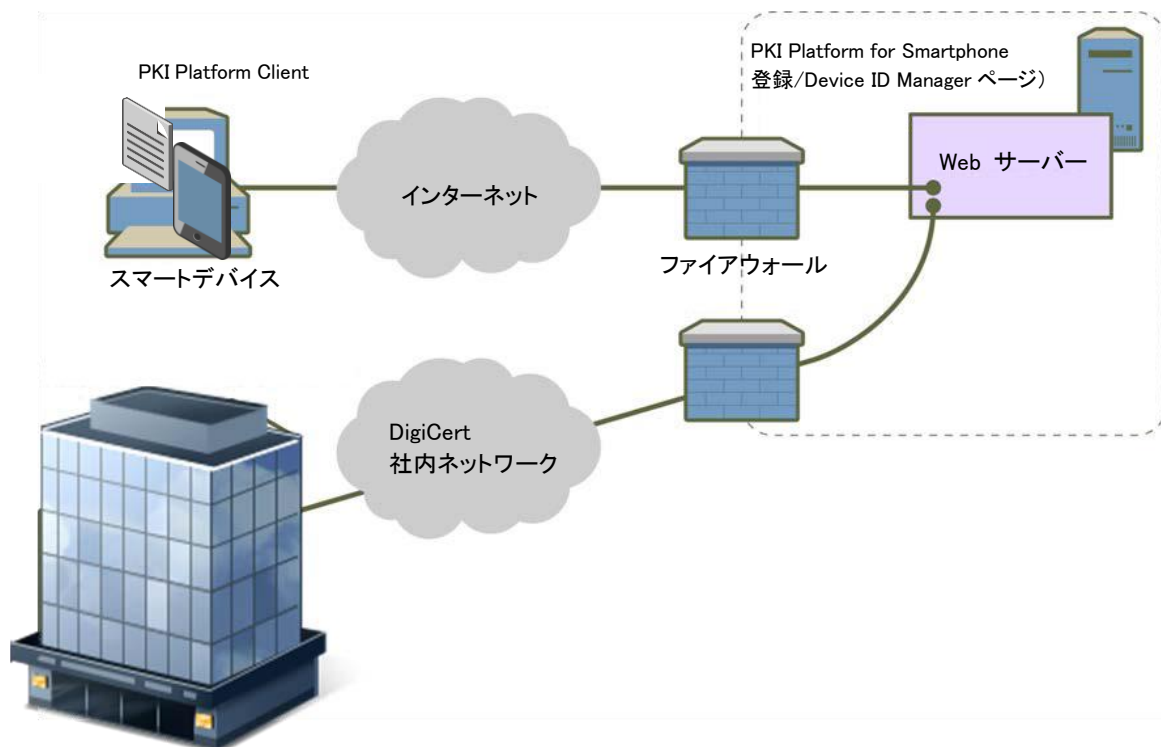 PKI Platform Client
PKI Platform for Smartphone
登録/Device ID Manager ページ）
Web サーバー
インターネット
スマートデバイス
ファイアウォール
DigiCert
社内ネットワーク